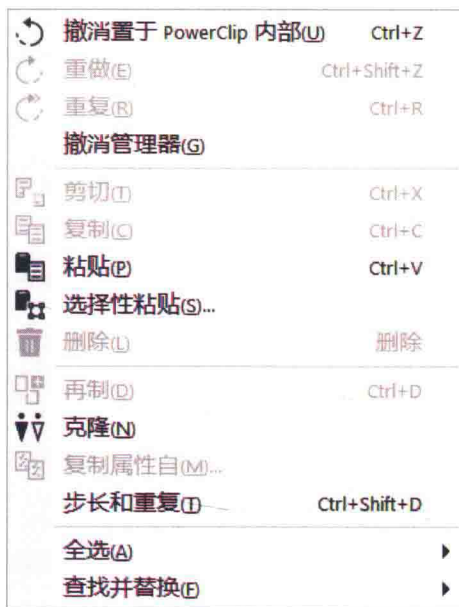 撤消置于 PowerClip 内部(U) Ctrl+Z
重做(E) Ctrl+Shift+Z
重复(R) Ctrl+R
撤消管理器(G)
剪切(T) Ctrl+X
复制(C) Ctrl+C
粘贴(P) Ctrl+V
选择性粘贴(S)...
删除(L) 删除
再制(D) Ctrl+D
克隆(N)
复制属性自(M)...
步长和重复(T) Ctrl+Shift+D
全选(A)
查找并替换(F)